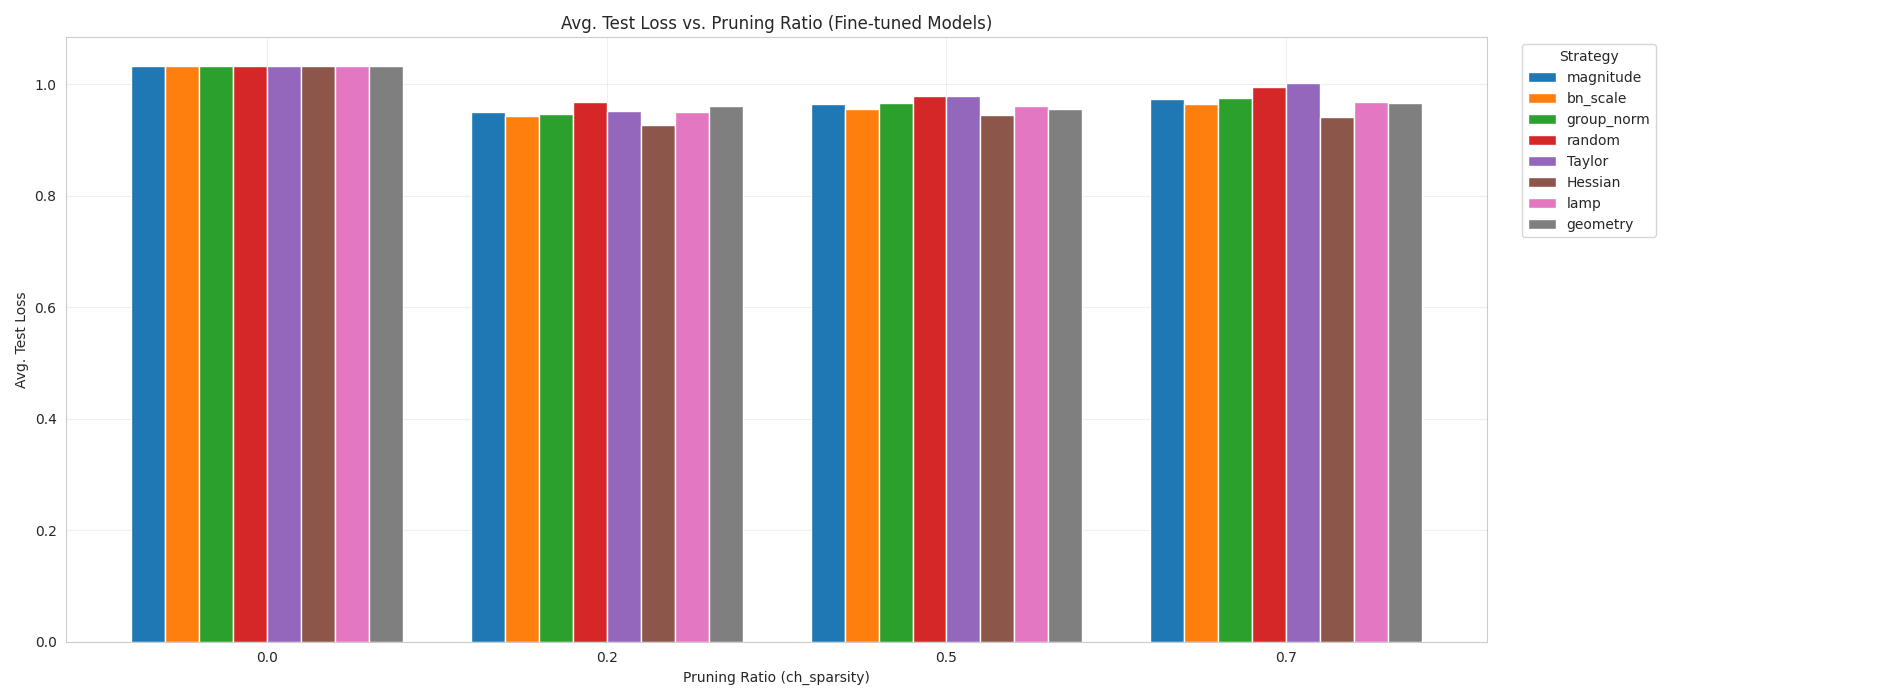 Avg. Test Loss vs. Pruning Ratio (Fine-tuned Models)
Avg. Test Loss
1.0
0.8
0.6
0.4
0.2
0.0
0.0
0.2
0.5
0.7
Pruning Ratio (ch_sparsity)
Strategy
magnitude
bn_scale
group_norm
random
Taylor
Hessian
lamp
geometry